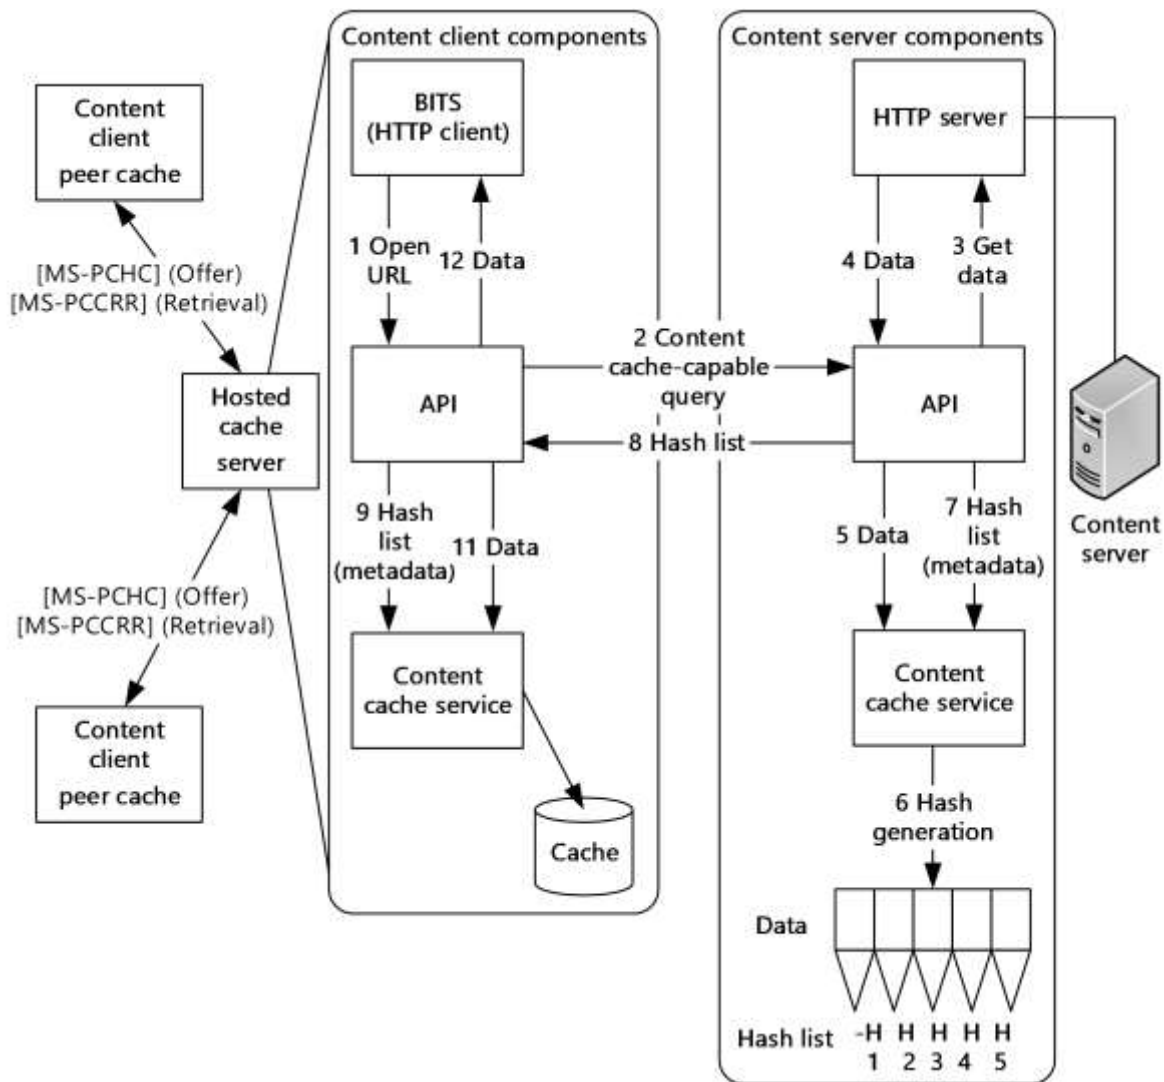 Content client components
Content server components
Content
client
peer cache
BITS
(HTTP client)
HTTP server
1 Open
URL
12 Data
4 Data
3 Get
data
[MS-PCHC] (Offer)
[MS-PCCRR] (Retrieval)
Hosted
cache
server
API
2 Content
cache-capable
query
API
8 Hash list
Content
server
9 Hash
list
(metadata)
11 Data
5 Data
7 Hash
list
(metadata)
[MS-PCHC] (Offer)
[MS-PCCRR] (Retrieval)
Content
cache service
Content
cache service
Content
client
peer cache
6 Hash
generation
Cache
Data
Hash list
-H H H H H
1 2 3 4 5